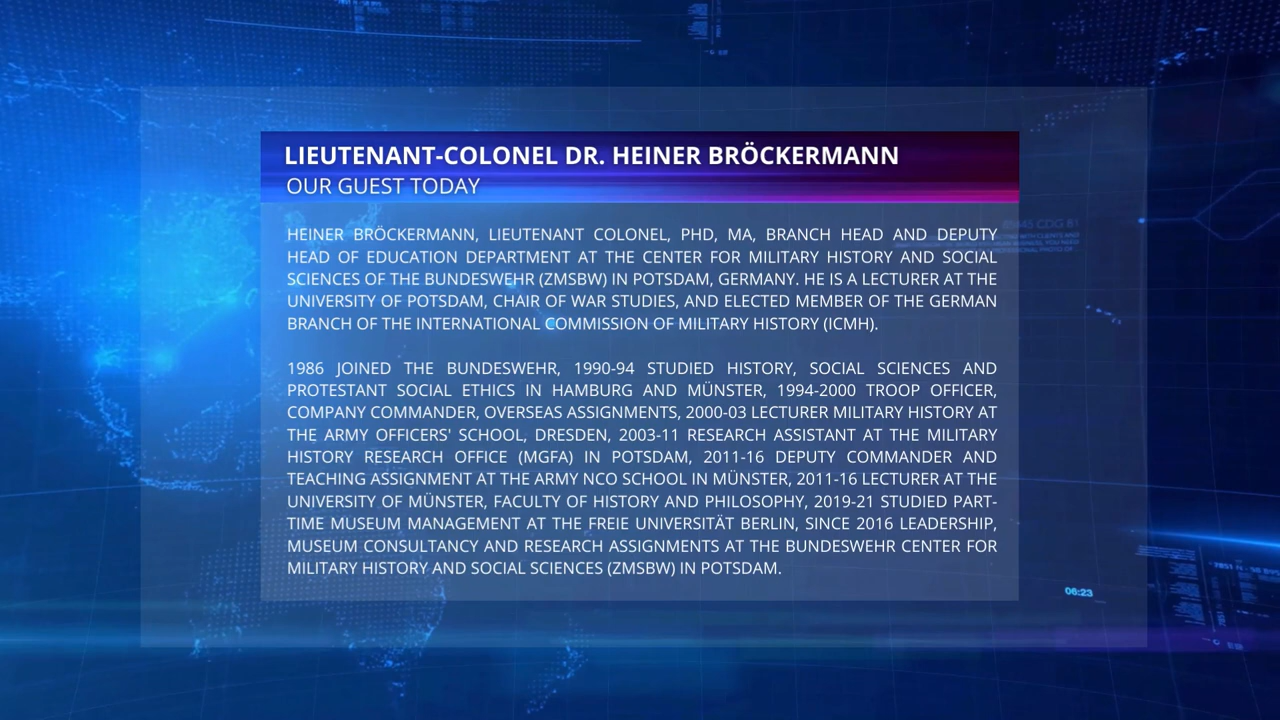 LIEUTENANT-COLONEL DR. HEINER BRÖCKERMANN
OUR GUEST TODAY
HEINER BRÖCKERMANN, LIEUTENANT COLONEL, PHD, MA, BRANCH HEAD AND DEPUTY
HEAD OF EDUCATION DEPARTMENT AT THE CENTER FOR MILITARY HISTORY AND SOCIAL
SCIENCES OF THE BUNDESWEHR (ZMSBW) IN POTSDAM, GERMANY. HE IS A LECTURER AT THE
UNIVERSITY OF POTSDAM, CHAIR OF WAR STUDIES, AND ELECTED MEMBER OF THE GERMAN
BRANCH OF THE INTERNATIONAL COMMISSION OF MILITARY HISTORY (ICMH).
1986 JOINED THE BUNDESWEHR, 1990-94 STUDIED HISTORY, SOCIAL SCIENCES AND
PROTESTANT SOCIAL ETHICS IN HAMBURG AND MÜNSTER, 1994-2000 TROOP OFFICER,
COMPANY COMMANDER, OVERSEAS ASSIGNMENTS, 2000-03 LECTURER MILITARY HISTORY AT
THE ARMY OFFICERS' SCHOOL, DRESDEN, 2003-11 RESEARCH ASSISTANT AT THE MILITARY
HISTORY RESEARCH OFFICE (MGFA) IN POTSDAM, 2011-16 DEPUTY COMMANDER AND
TEACHING ASSIGNMENT AT THE ARMY NCO SCHOOL IN MÜNSTER, 2011-16 LECTURER AT THE
UNIVERSITY OF MÜNSTER, FACULTY OF HISTORY AND PHILOSOPHY, 2019-21 STUDIED PART-
TIME MUSEUM MANAGEMENT AT THE FREIE UNIVERSITÄT BERLIN, SINCE 2016 LEADERSHIP,
MUSEUM CONSULTANCY AND RESEARCH ASSIGNMENTS AT THE BUNDESWEHR CENTER FOR
MILITARY HISTORY AND SOCIAL SCIENCES (ZMSBW) IN POTSDAM.
06:23